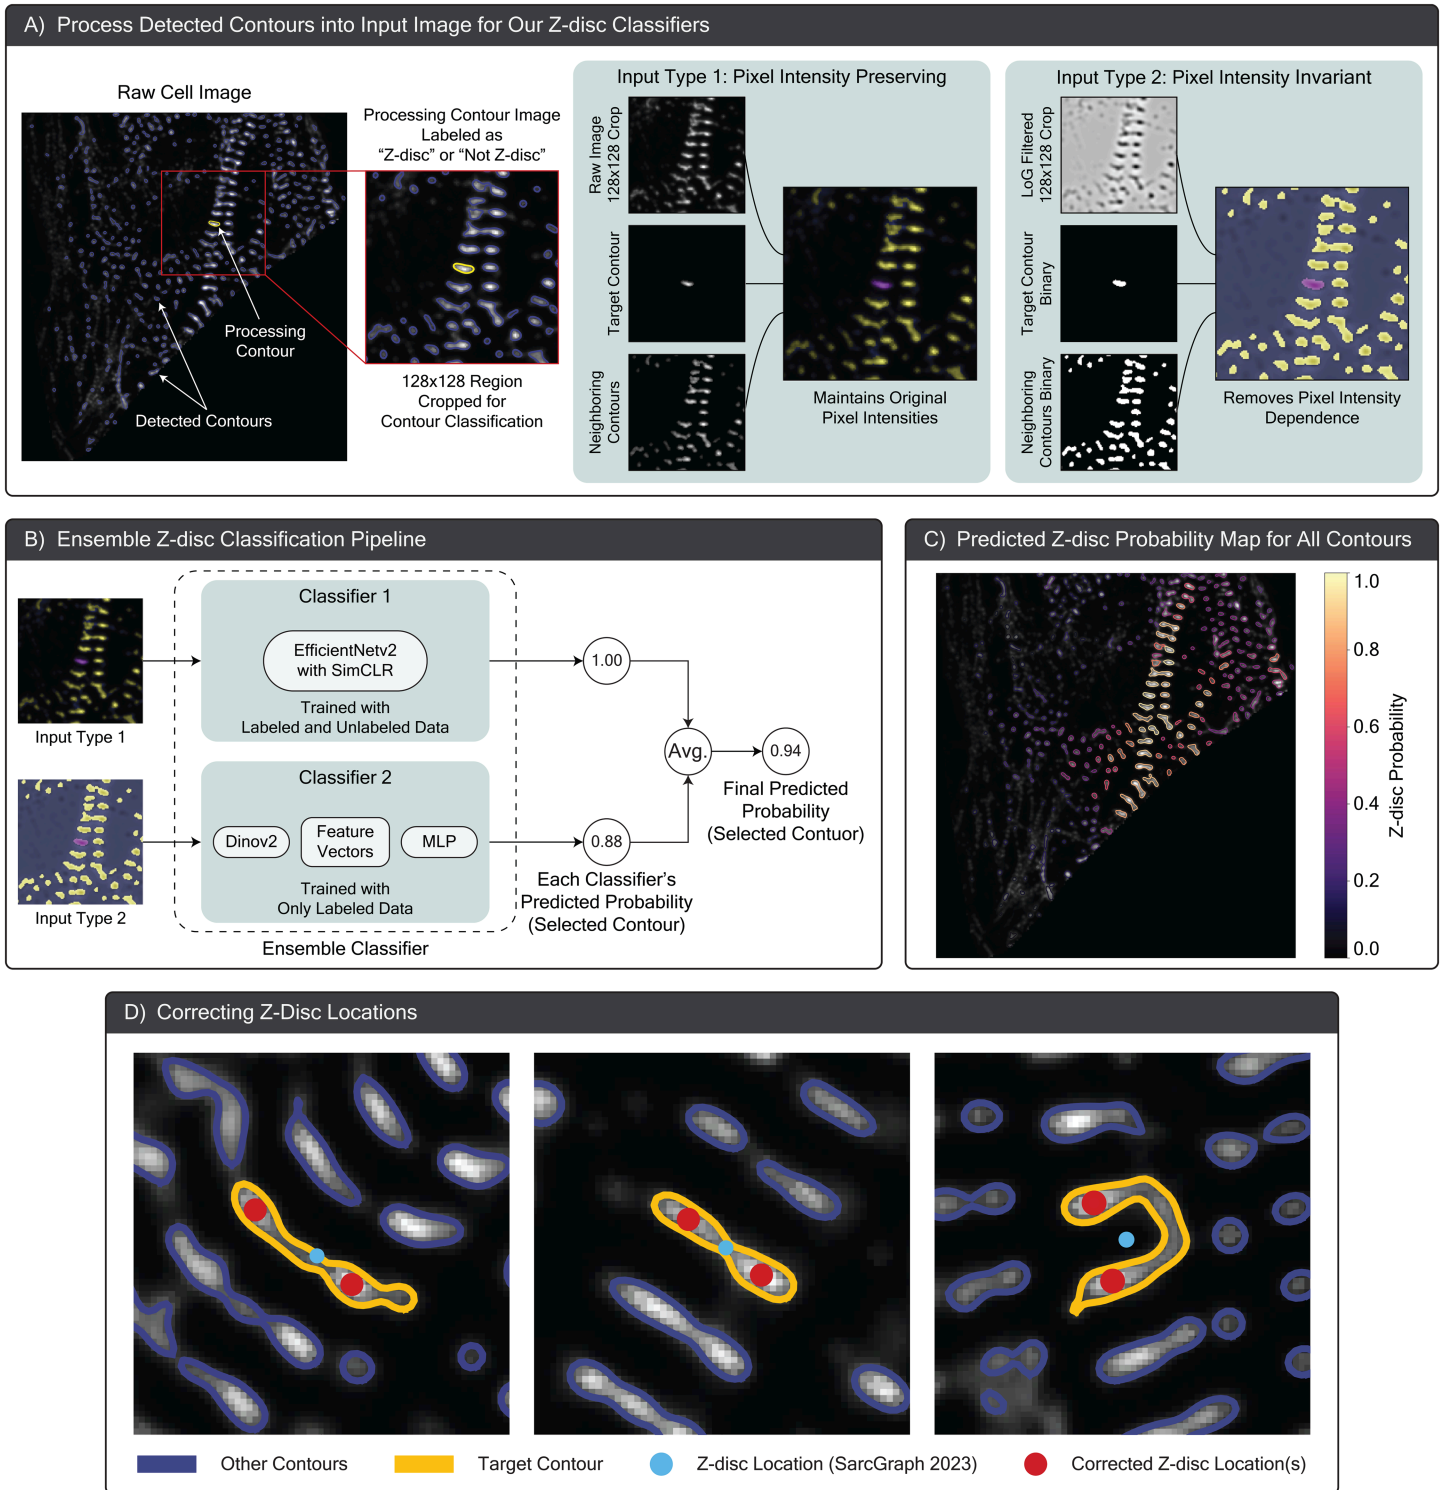 A) Process Detected Contours into Input Image for Our Z-disc Classifiers
Raw Cell Image
Processing
Contour
Detected Contours
Processing Contour Image
Labeled as
“Z-disc” or “Not Z-disc”
128x128 Region
Cropped for
Contour Classification
Input Type 1: Pixel Intensity Preserving
Raw Image
128x128 Crop
Target Contour
Neighboring
Contours
Maintains Original
Pixel Intensities
Input Type 2: Pixel Intensity Invariant
LoG Filtered
128x128 Crop
Target Contour
Binary
Neighboring
Contours Binary
Removes Pixel Intensity
Dependence
B) Ensemble Z-disc Classification Pipeline
Input Type 1
Input Type 2
Classifier 1
EfficientNetv2
with SimCLR
Trained with
Labeled and Unlabeled Data
Classifier 2
Dinov2
Feature
Vectors
MLP
Trained with
Only Labeled Data
Ensemble Classifier
1.00
0.88
Each Classifier’s
Predicted Probability
(Selected Contour)
Avg.
0.94
Final Predicted
Probability
(Selected Contuor)
C) Predicted Z-disc Probability Map for All Contours
1.0
0.8
0.6
0.4
0.2
0.0
Z-disc Probability
D) Correcting Z-Disc Locations
Other Contours
Target Contour
Z-disc Location (SarcGraph 2023)
Corrected Z-disc Location(s)